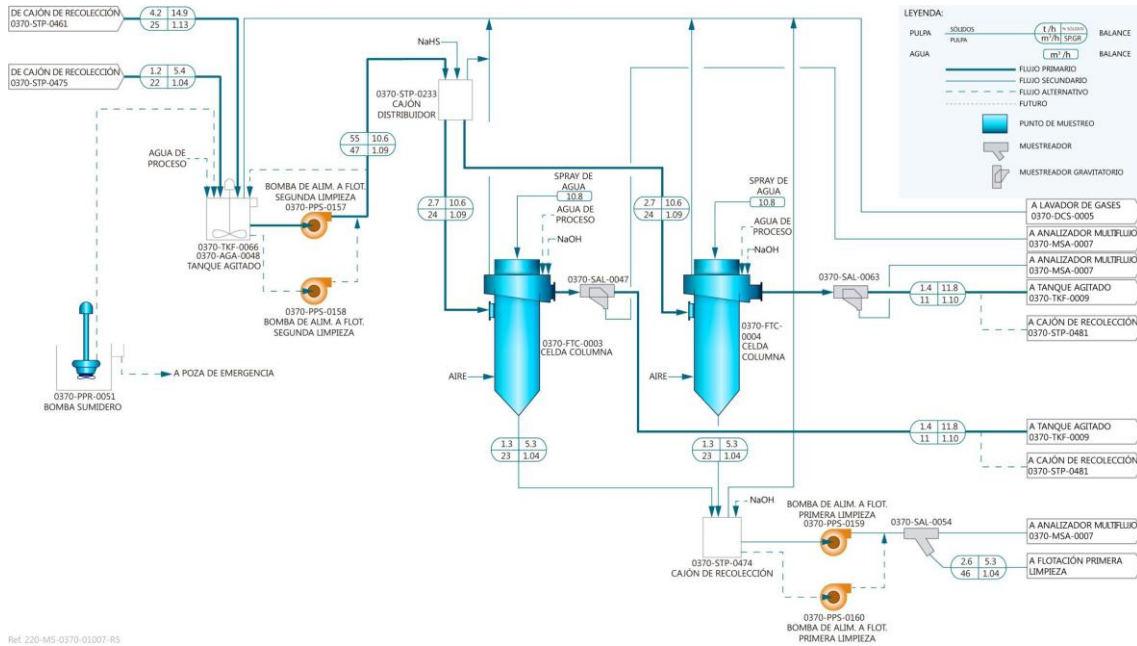 DE CAJÓN DE RECOLECCIÓN
0370-STP-0461
4.2 14.9
25 1.13
DE CAJÓN DE RECOLECCIÓN
0370-STP-0475
1.2 5.4
22 1.04
NaHS
0370-STP-0233
CAJÓN
DISTRIBUIDOR
LEYENDA:
PULPA
SÓLIDOS
PULPA
t/h % SÓLIDOS
m³/h SP.GR
BALANCE
AGUA
m³/h
BALANCE
FLUJO PRIMARIO
FLUJO SECUNDARIO
FLUJO ALTERNATIVO
FUTURO
PUNTO DE MUESTREO
MUESTREADOR
MUESTREADOR GRAVITATORIO
AGUA DE
PROCESO
55 10.6
47 1.09
BOMBA DE ALIM. A FLOT.
SEGUNDA LIMPIEZA
0370-PPS-0157
0370-TKF-0066
0370-AGA-0048
TANQUE AGITADO
0370-PPS-0158
BOMBA DE ALIM. A FLOT.
SEGUNDA LIMPIEZA
0370-PPR-0051
BOMBA SUMIDERO
A POZA DE EMERGENCIA
2.7 10.6
24 1.09
SPRAY DE
AGUA
10.8
AGUA DE
PROCESO
NaOH
0370-SAL-0047
0370-FTC-0003
CELDA COLUMNA
AIRE
1.3 5.3
23 1.04
2.7 10.6
24 1.09
SPRAY DE
AGUA
10.8
AGUA DE
PROCESO
NaOH
0370-SAL-0063
0370-FTC-
0004
CELDA
COLUMNA
AIRE
1.3 5.3
23 1.04
A LAVADOR DE GASES
0370-DCS-0005
A ANALIZADOR MULTIFLUJO
0370-MSA-0007
A ANALIZADOR MULTIFLUJO
0370-MSA-0007
1.4 11.8
11 1.10
A TANQUE AGITADO
0370-TKF-0009
A CAJÓN DE RECOLECCIÓN
0370-STP-0481
1.4 11.8
11 1.10
A TANQUE AGITADO
0370-TKF-0009
A CAJÓN DE RECOLECCIÓN
0370-STP-0481
NaOH
0370-STP-0474
CAJÓN DE RECOLECCIÓN
BOMBA DE ALIM. A FLOT.
PRIMERA LIMPIEZA
0370-PPS-0159
0370-SAL-0054
A ANALIZADOR MULTIFLUJO
0370-MSA-0007
2.6 5.3
46 1.04
A FLOTACIÓN PRIMERA
LIMPIEZA
0370-PPS-0160
BOMBA DE ALIM. A FLOT.
PRIMERA LIMPIEZA
Ref. 220-MS-0370-01007-R5